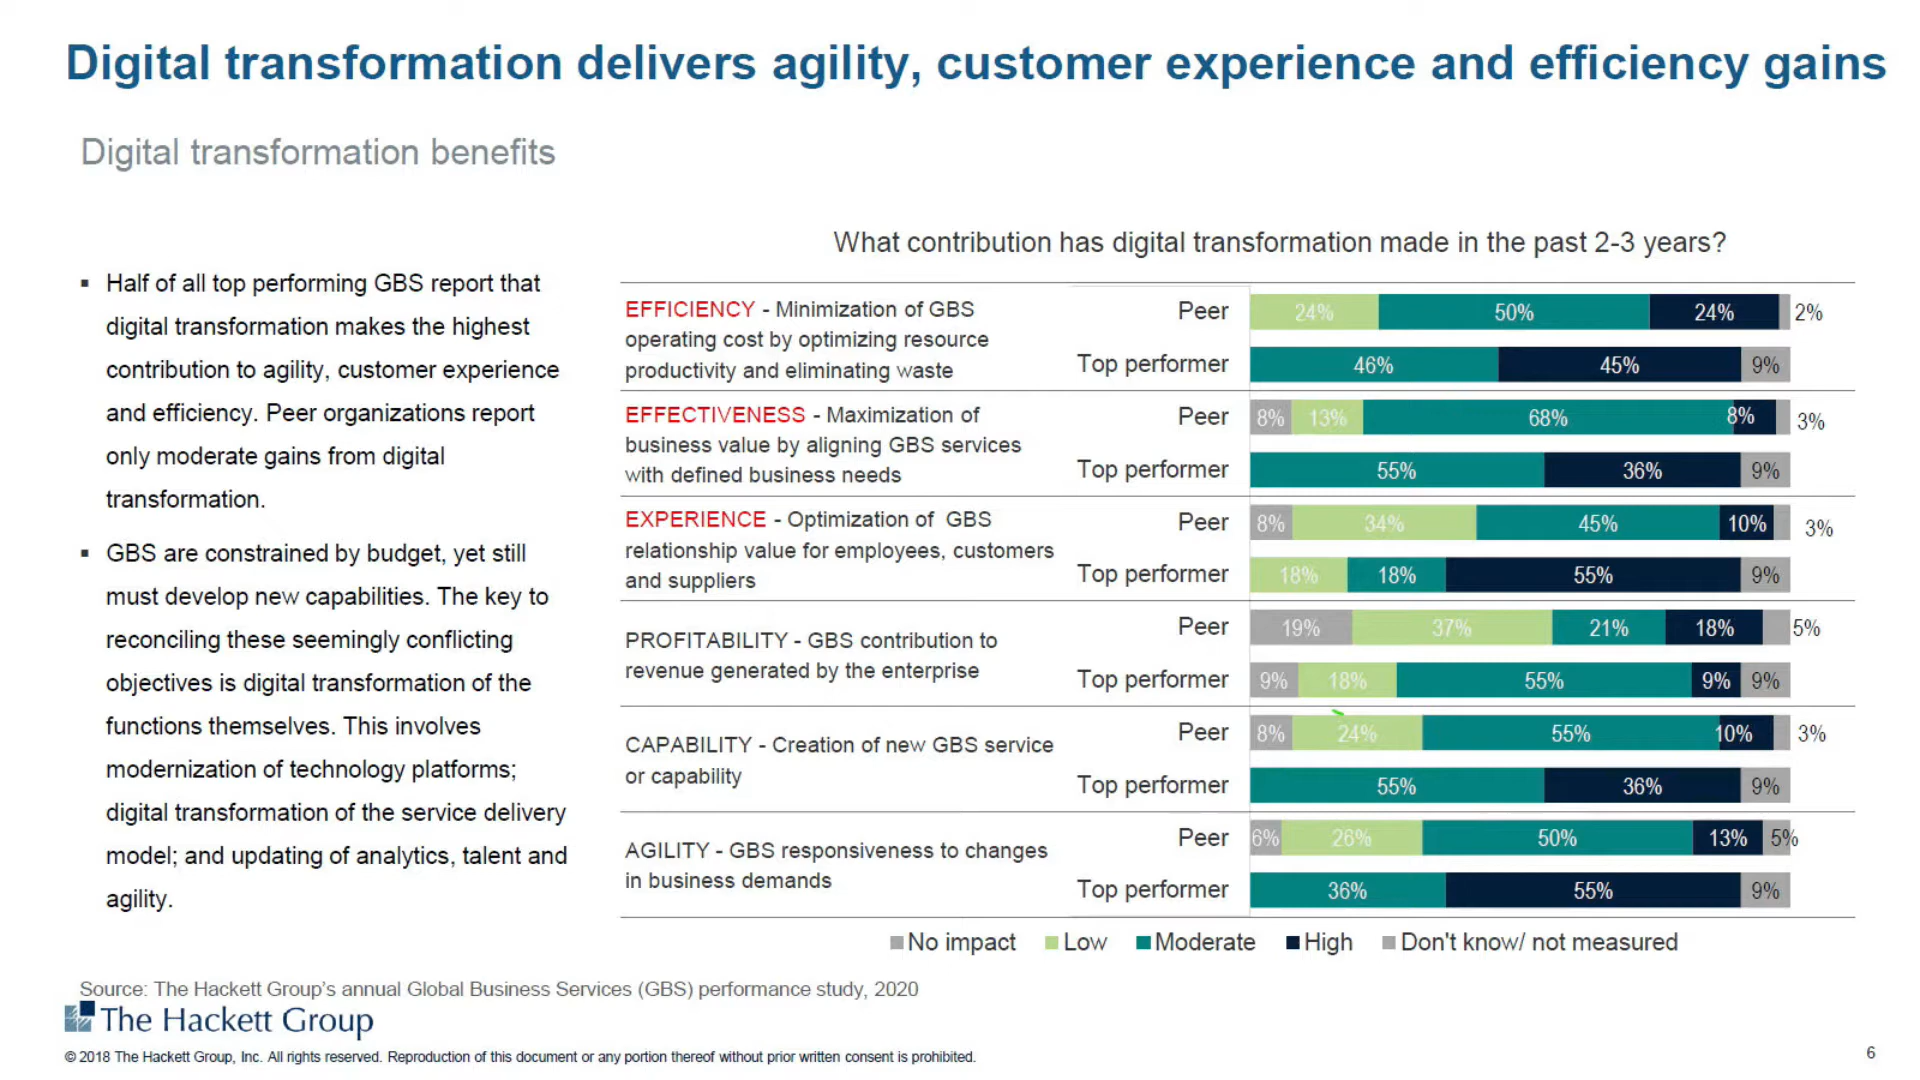 Digital transformation delivers agility, customer experience and efficiency gains
Digital transformation benefits
▪ Half of all top performing GBS report that
digital transformation makes the highest
contribution to agility, customer experience
and efficiency. Peer organizations report
only moderate gains from digital
transformation.
▪ GBS are constrained by budget, yet still
must develop new capabilities. The key to
reconciling these seemingly conflicting
objectives is digital transformation of the
functions themselves. This involves
modernization of technology platforms;
digital transformation of the service delivery
model; and updating of analytics, talent and
agility.
What contribution has digital transformation made in the past 2-3 years?
EFFICIENCY - Minimization of GBS
operating cost by optimizing resource
productivity and eliminating waste
Peer 24% 50% 24% 2%
Top performer 46% 45% 9%
EFFECTIVENESS - Maximization of
business value by aligning GBS services
with defined business needs
Peer 8% 13% 68% 8% 3%
Top performer 55% 36% 9%
EXPERIENCE - Optimization of GBS
relationship value for employees, customers
and suppliers
Peer 8% 34% 45% 10% 3%
Top performer 18% 18% 55% 9%
PROFITABILITY - GBS contribution to
revenue generated by the enterprise
Peer 19% 37% 21% 18% 5%
Top performer 9% 18% 55% 9% 9%
CAPABILITY - Creation of new GBS service
or capability
Peer 8% 24% 55% 10% 3%
Top performer 55% 36% 9%
AGILITY - GBS responsiveness to changes
in business demands
Peer 6% 26% 50% 13% 5%
Top performer 36% 55% 9%
No impact Low Moderate High Don't know/ not measured
Source: The Hackett Group's annual Global Business Services (GBS) performance study, 2020
The Hackett Group
© 2018 The Hackett Group, Inc. All rights reserved. Reproduction of this document or any portion thereof without prior written consent is prohibited.
6